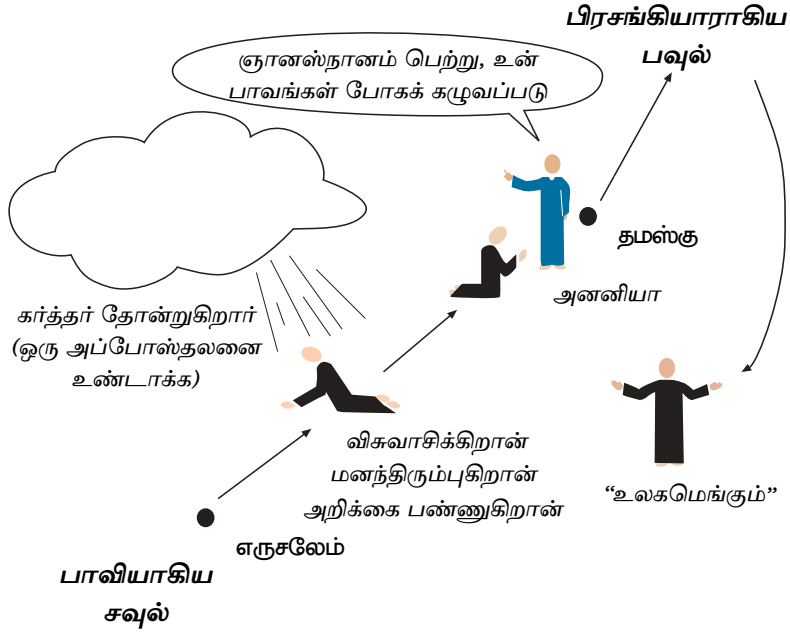 பிரசங்கியாராகிய
பவுல்
ஞானஸ்நானம் பெற்று, உன்
பாவங்கள் போகக் கழுவப்படு
தமஸ்கு
அனனியா
கர்த்தர் தோன்றுகிறார்
(ஒரு அப்போஸ்தலனை
உண்டாக்க)
விசுவாசிக்கிறான்
மனந்திரும்புகிறான்
அறிக்கை பண்ணுகிறான்
“உலகமெங்கும்”
எருசலேம்
பாவியாகிய
சவுல்